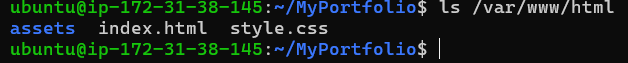 ubuntu@ip-172-31-38-145:~/MyPortfolio$ ls /var/www/html
assets  index.html  style.css
ubuntu@ip-172-31-38-145:~/MyPortfolio$